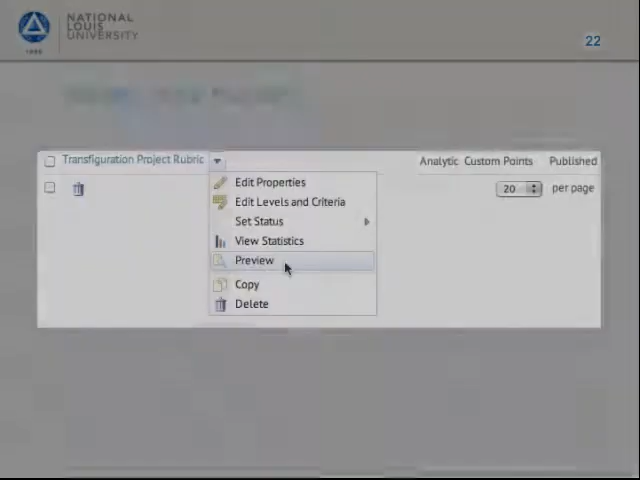 NATIONAL
LOUIS
UNIVERSITY
1886
22
Transfiguration Project Rubric
Analytic Custom Points Published
20 per page
Edit Properties
Edit Levels and Criteria
Set Status
View Statistics
Preview
Copy
Delete